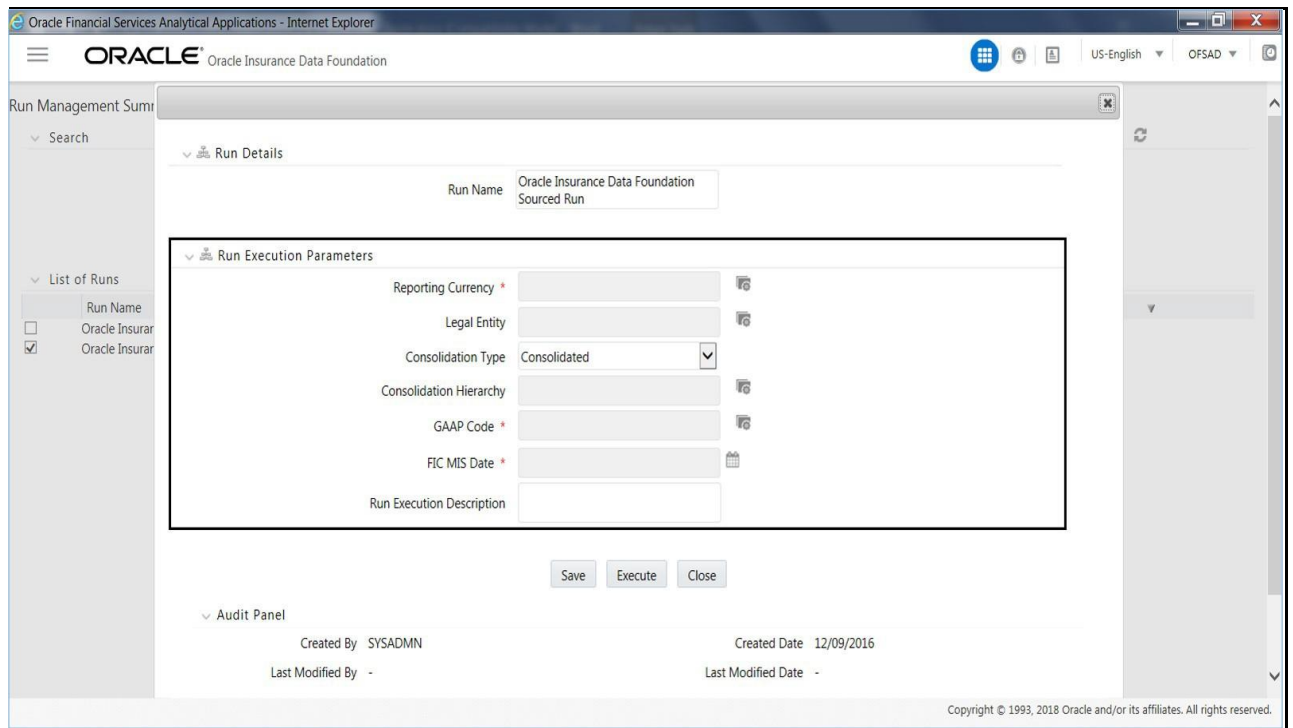 Oracle Financial Services Analytical Applications - Internet Explorer
ORACLE® Oracle Insurance Data Foundation
US-English
OFSAD
Run Management Summ
Search
Run Details
Run Name
Oracle Insurance Data Foundation
Sourced Run
Run Execution Parameters
List of Runs
Run Name
Oracle Insurar
Oracle Insurar
Reporting Currency *
Legal Entity
Consolidation Type Consolidated
Consolidation Hierarchy
GAAP Code *
FIC MIS Date *
Run Execution Description
Save Execute Close
Audit Panel
Created By SYSADMN Created Date 12/09/2016
Last Modified By - Last Modified Date -
Copyright © 1993, 2018 Oracle and/or its affiliates. All rights reserved.